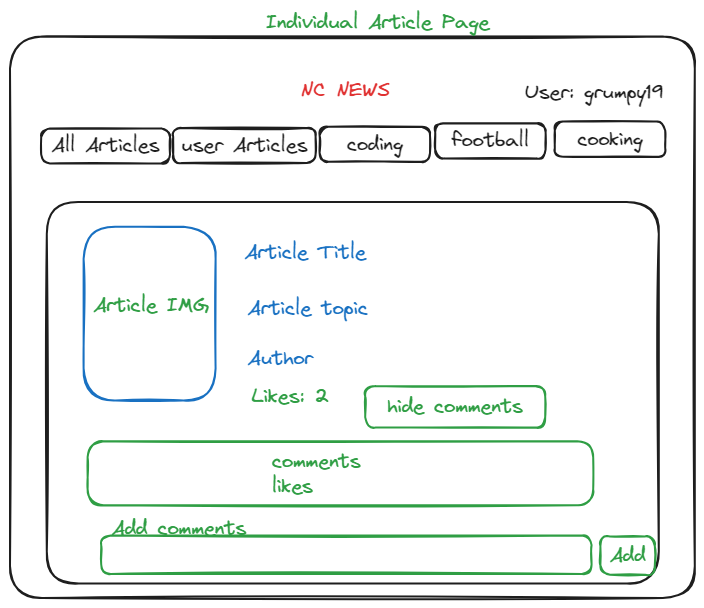 Individual Article Page
NC NEWS
User: grumpy19
All Articles
user Articles
coding
football
cooking
Article IMG
Article Title
Article topic
Author
Likes: 2
hide comments
comments
likes
Add comments
Add